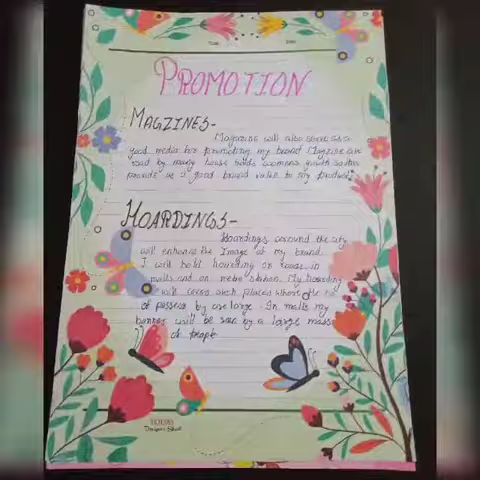 PROMOTION
MAGZINES-
Magazine will also serve as a
good media for promoting my brand Magzine are
read by many house holds womens youth so this
provide us a good brand value to my product.
HOARDINGS-
Hoardings around the city
will enhance the Image of my brand.
I will hold hoarding or in
malls and on metro station. My hoarding
will cover such places where the no
of passers by are large. In malls my
banner will be seen by a large mass
of people